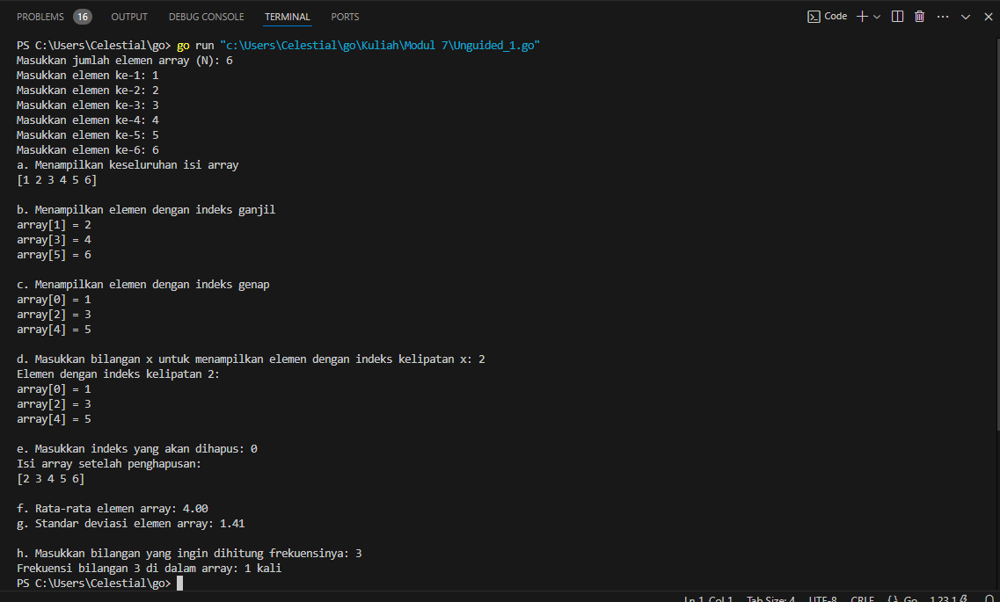 PROBLEMS 16 OUTPUT DEBUG CONSOLE TERMINAL PORTS Code
PS C:\Users\Celestial\go> go run "c:\Users\Celestial\go\Kuliah\Modul 7\Unguided_1.go"
Masukkan jumlah elemen array (N): 6
Masukkan elemen ke-1: 1
Masukkan elemen ke-2: 2
Masukkan elemen ke-3: 3
Masukkan elemen ke-4: 4
Masukkan elemen ke-5: 5
Masukkan elemen ke-6: 6
a. Menampilkan keseluruhan isi array
[1 2 3 4 5 6]
b. Menampilkan elemen dengan indeks ganjil
array[1] = 2
array[3] = 4
array[5] = 6
c. Menampilkan elemen dengan indeks genap
array[0] = 1
array[2] = 3
array[4] = 5
d. Masukkan bilangan x untuk menampilkan elemen dengan indeks kelipatan x: 2
Elemen dengan indeks kelipatan 2:
array[0] = 1
array[2] = 3
array[4] = 5
e. Masukkan indeks yang akan dihapus: 0
Isi array setelah penghapusan:
[2 3 4 5 6]
f. Rata-rata elemen array: 4.00
g. Standar deviasi elemen array: 1.41
h. Masukkan bilangan yang ingin dihitung frekuensinya: 3
Frekuensi bilangan 3 di dalam array: 1 kali
PS C:\Users\Celestial\go>
Ln 1, Col 1 Tab Size: 4 UTF-8 CRLF {} Go 1.23.1